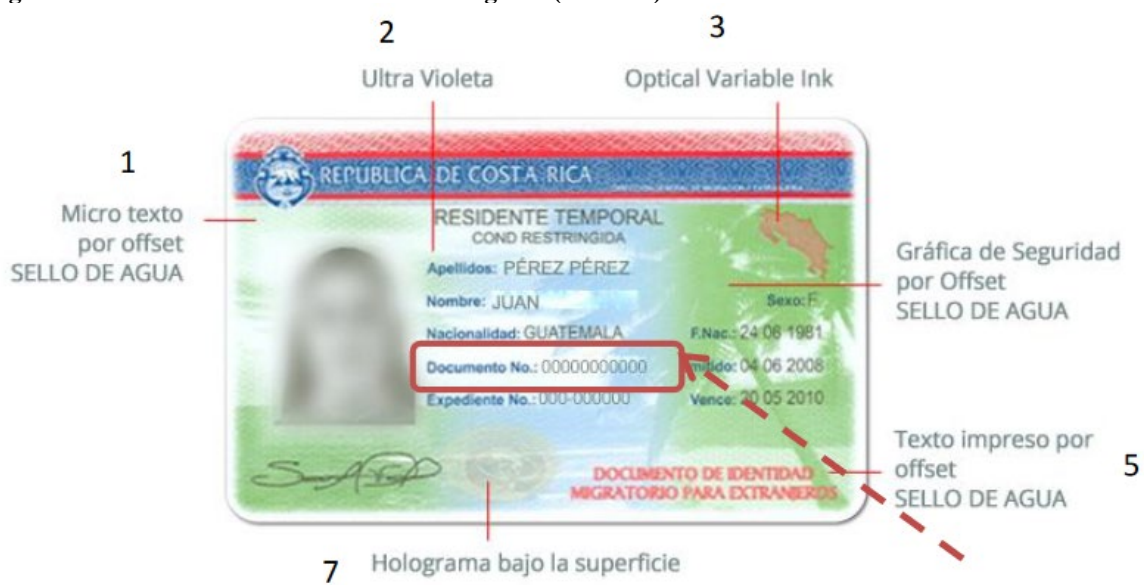 2
3
Ultra Violeta
Optical Variable Ink
1
REPUBLICA DE COSTA RICA
Micro texto
por offset
SELLO DE AGUA
RESIDENTE TEMPORAL
COND RESTRINGIDA
Apellidos: PÉREZ PÉREZ
Nombre: JUAN
Sexo: F
Nacionalidad: GUATEMALA
F.Nac.: 24 06 1981
Documento No.: 00000000000
mitido: 04 06 2008
Expediente No.: 000-000000
Vence: 20 05 2010
Gráfica de Seguridad
por Offset
SELLO DE AGUA
DOCUMENTO DE IDENTIDAD
MIGRATORIO PARA EXTRANJEROS
Texto impreso por
offset
SELLO DE AGUA
5
7
Holograma bajo la superficie